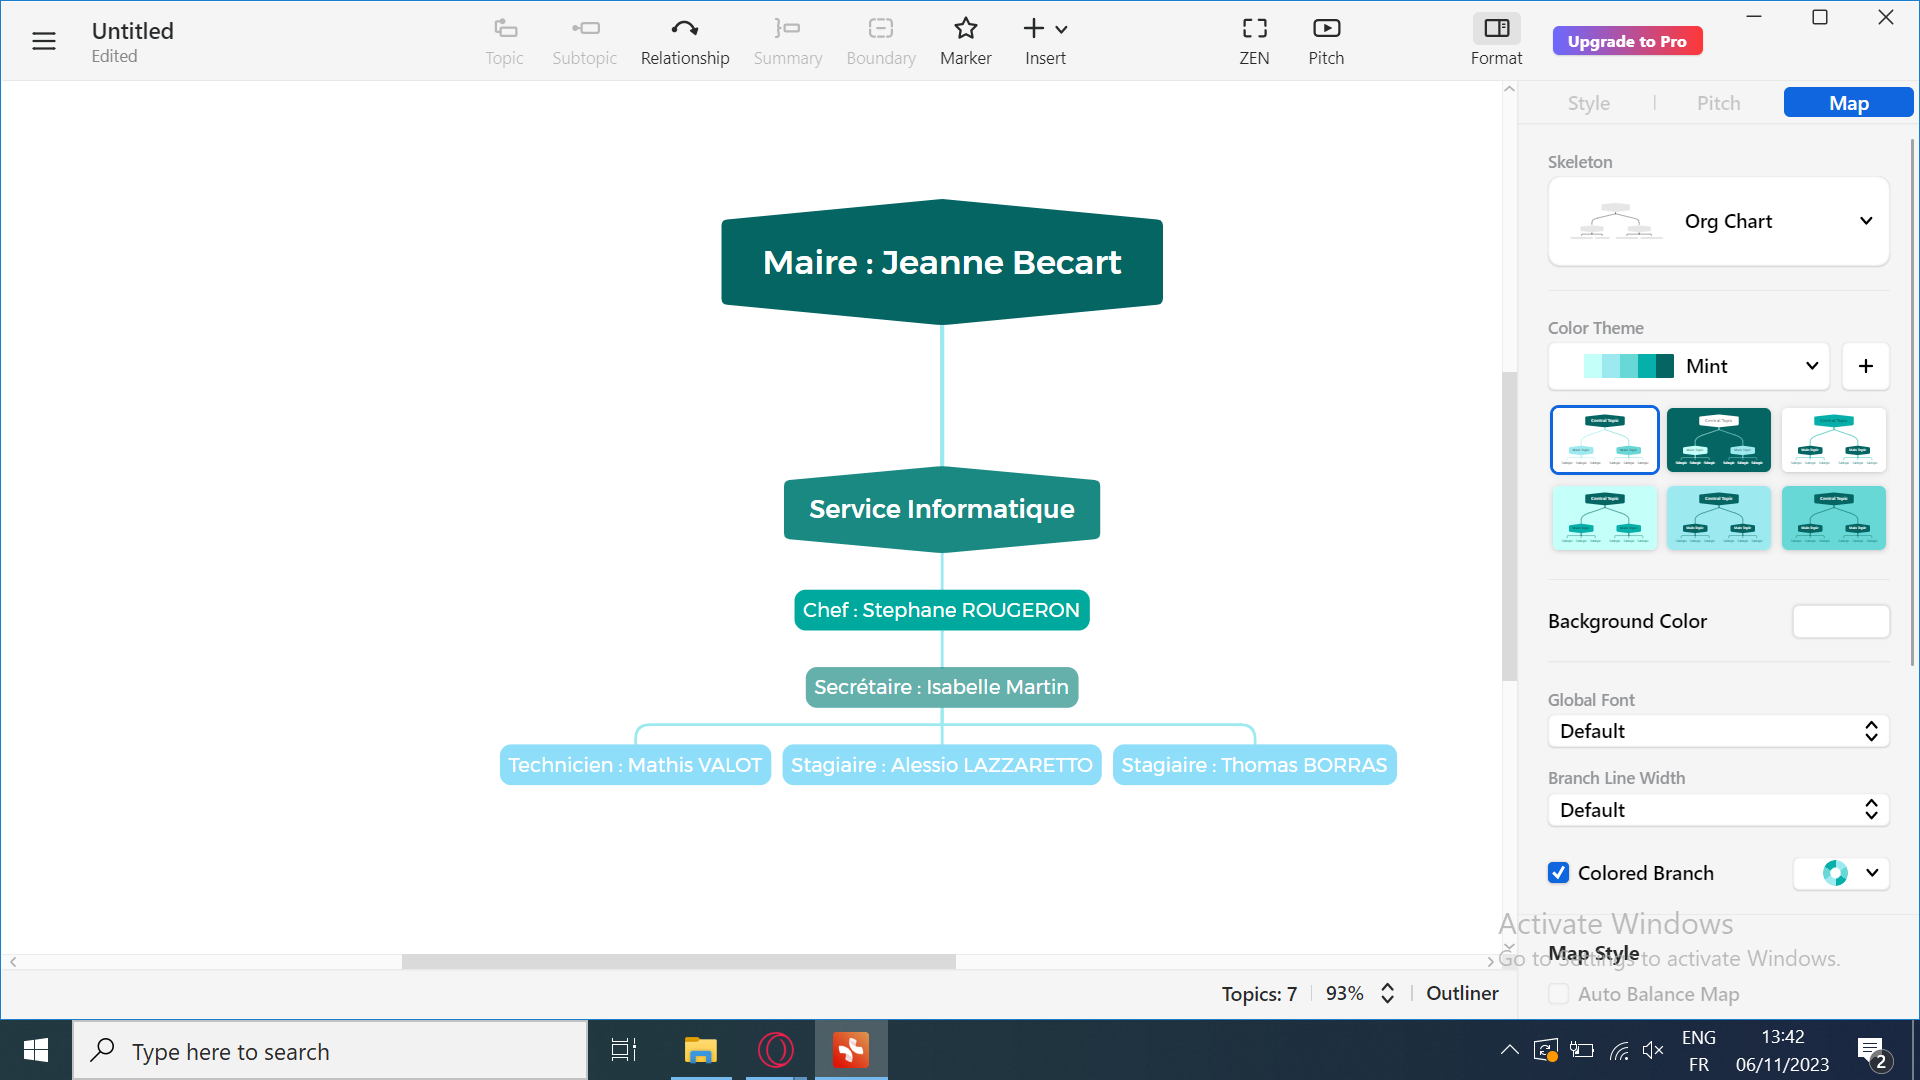 Untitled
Edited
Topic
Subtopic
Relationship
Summary
Boundary
Marker
Insert
ZEN
Pitch
Format
Upgrade to Pro
Style
Pitch
Map
Maire : Jeanne Becart
Service Informatique
Chef : Stephane ROUGERON
Secrétaire : Isabelle Martin
Technicien : Mathis VALOT
Stagiaire : Alessio LAZZARETTO
Stagiaire : Thomas BORRAS
Skeleton
Org Chart
Color Theme
Mint
Background Color
Global Font
Default
Branch Line Width
Default
Colored Branch
Activate Windows
Map Style
Go to Settings to activate Windows.
Auto Balance Map
Topics: 7
93%
Outliner
Type here to search
ENG
FR
13:42
06/11/2023
2